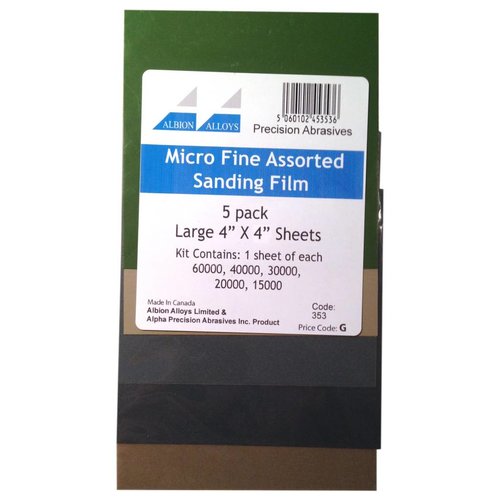 ALBION ALLOYS
5 060102 453536
Precision Abrasives
Micro Fine Assorted
Sanding Film
5 pack
Large 4” X 4” Sheets
Kit Contains: 1 sheet of each
60000, 40000, 30000,
20000, 15000
Made In Canada
Albion Alloys Limited &
Alpha Precision Abrasives Inc. Product
Code:
353
Price Code: G